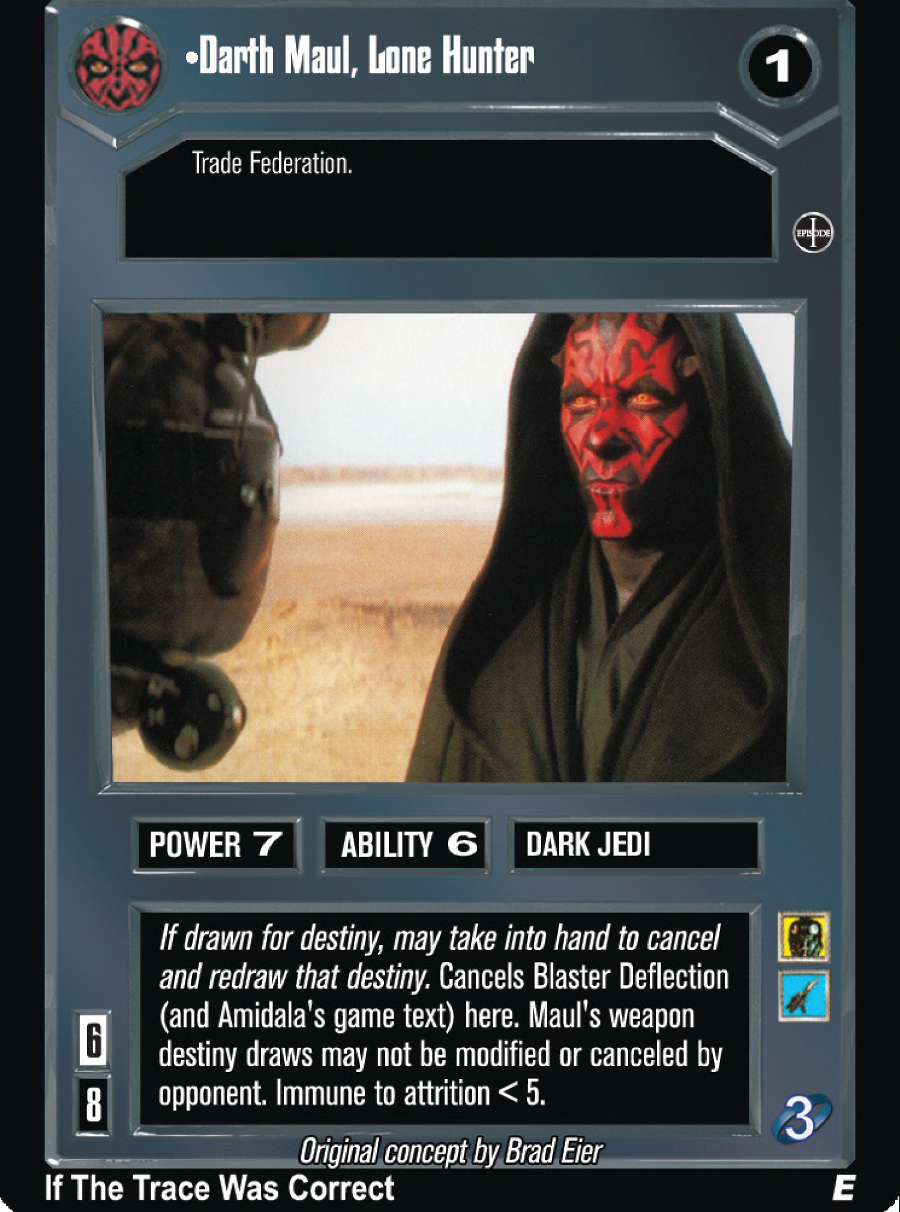 •Darth Maul, Lone Hunter
1
Trade Federation.
EPISODE I
POWER 7
ABILITY 6
DARK JEDI
If drawn for destiny, may take into hand to cancel
and redraw that destiny. Cancels Blaster Deflection
(and Amidala's game text) here. Maul's weapon
destiny draws may not be modified or canceled by
opponent. Immune to attrition < 5.
6
8
3
Original concept by Brad Eier
If The Trace Was Correct
E